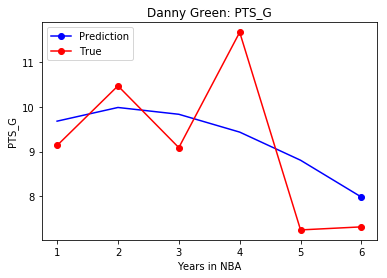 Danny Green: PTS_G
Prediction
True
PTS_G
11
10
9
8
1 2 3 4 5 6
Years in NBA